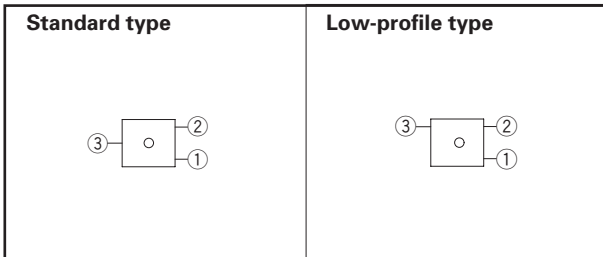 Standard type
Low-profile type
③ ②
①
③ ②
①